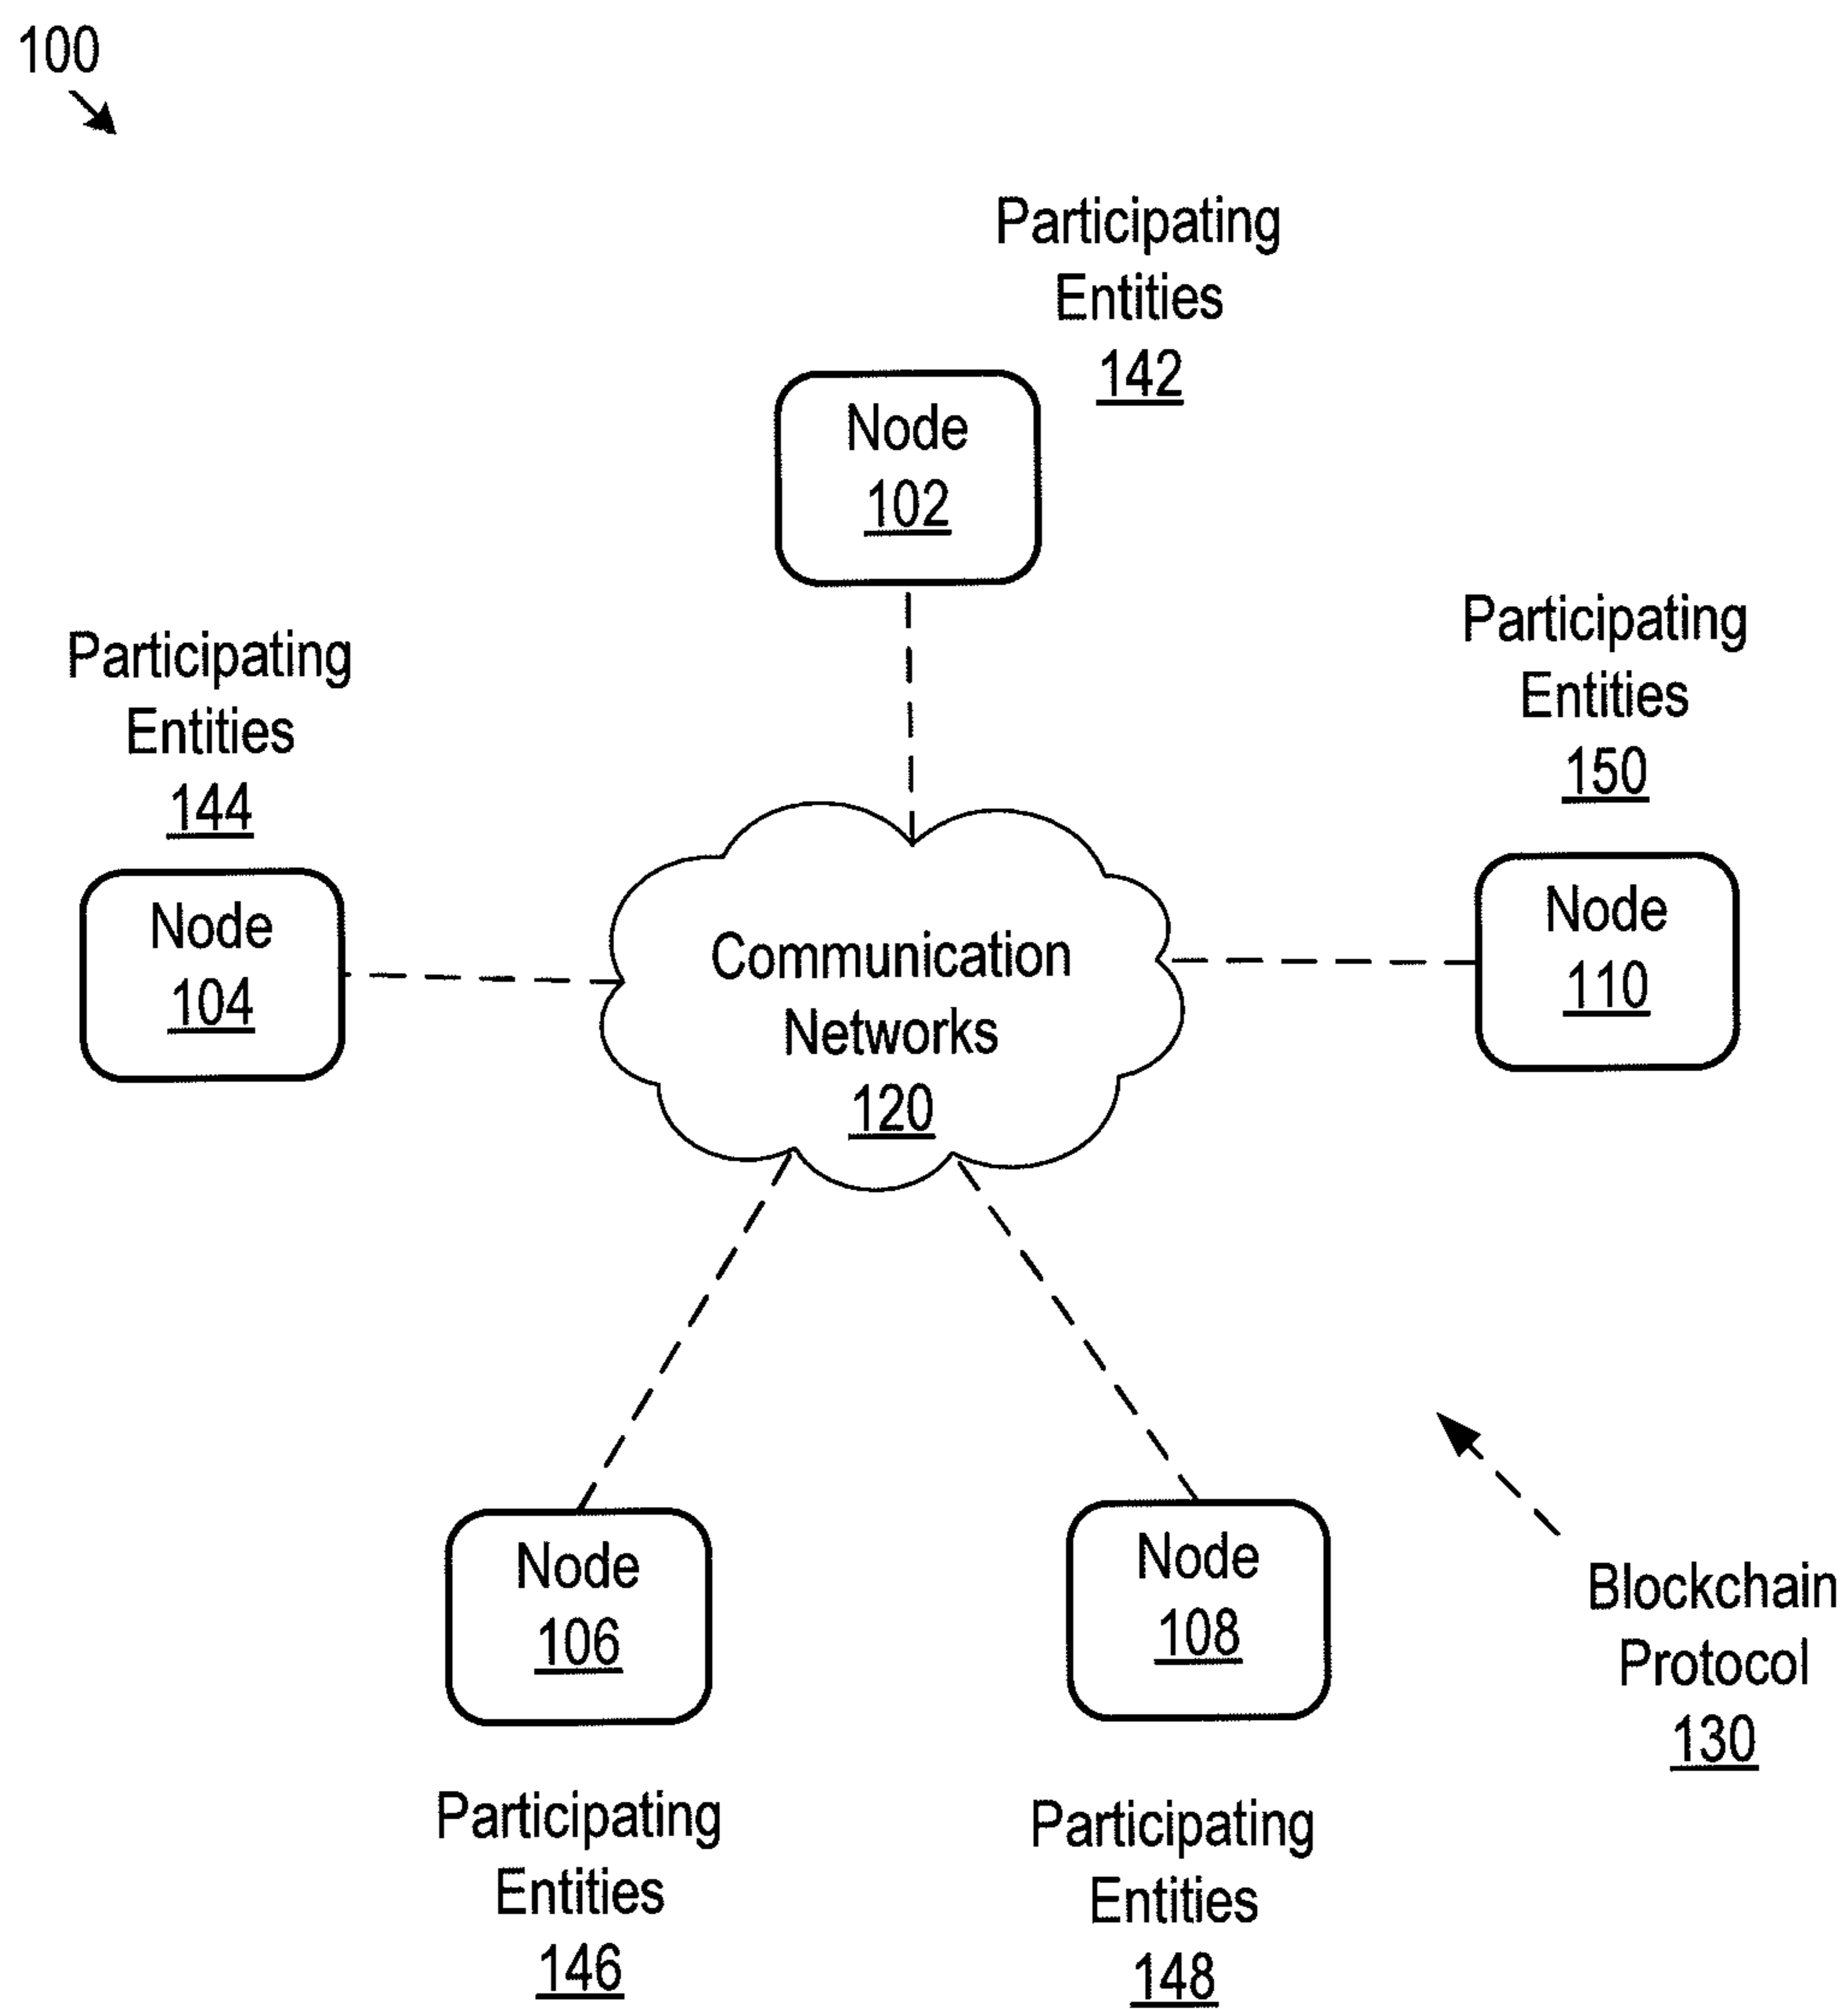 100
Participating
Entities
142
Node
102
Participating
Entities
144
Participating
Entities
150
Node
104
Communication
Networks
120
Node
110
Node
106
Node
108
Blockchain
Protocol
130
Participating
Entities
146
Participating
Entities
148